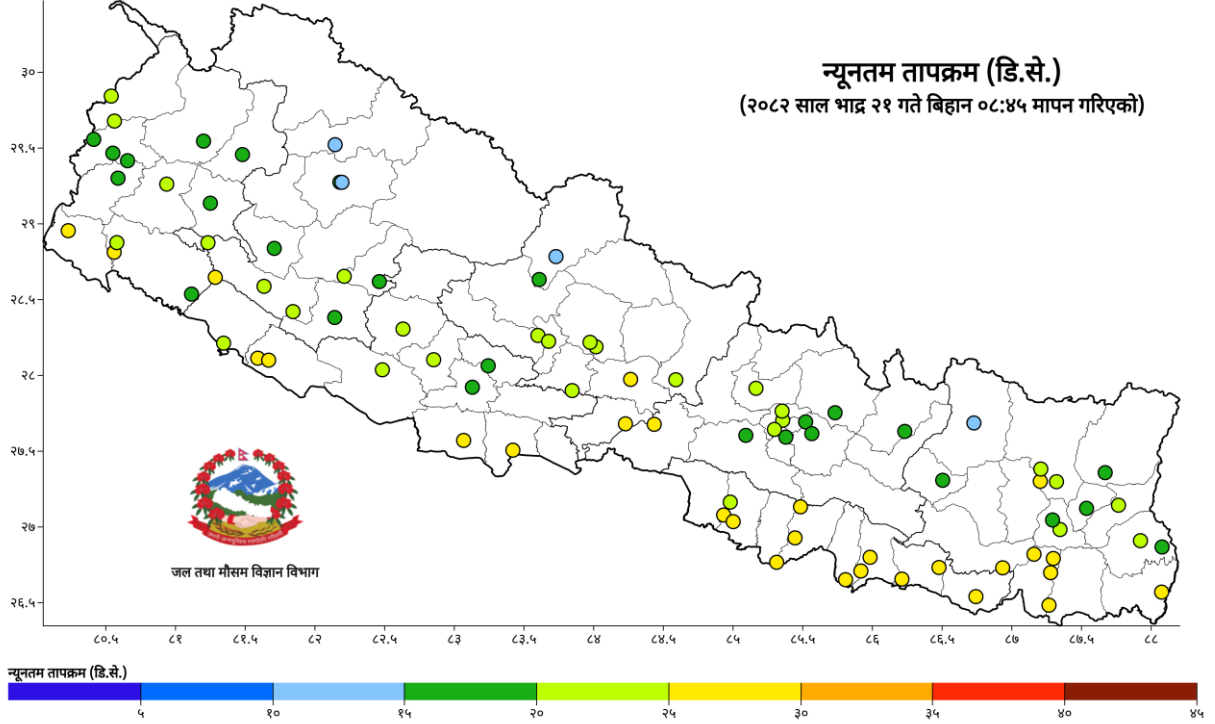 न्यूनतम तापक्रम (डि.से.)
(२०८२ साल भाद्र २१ गते बिहान ०८:४५ मापन गरिएको)
३०
२९.५
२९
२८.५
२८
२७.५
२७
२६.५
जल तथा मौसम विज्ञान विभाग
८०.५ ८१ ८१.५ ८२ ८२.५ ८३ ८३.५ ८४ ८४.५ ८५ ८५.५ ८६ ८६.५ ८७ ८७.५ ८८
न्यूनतम तापक्रम (डि.से.)
५ १० १५ २० २५ ३० ३५ ४० ४५